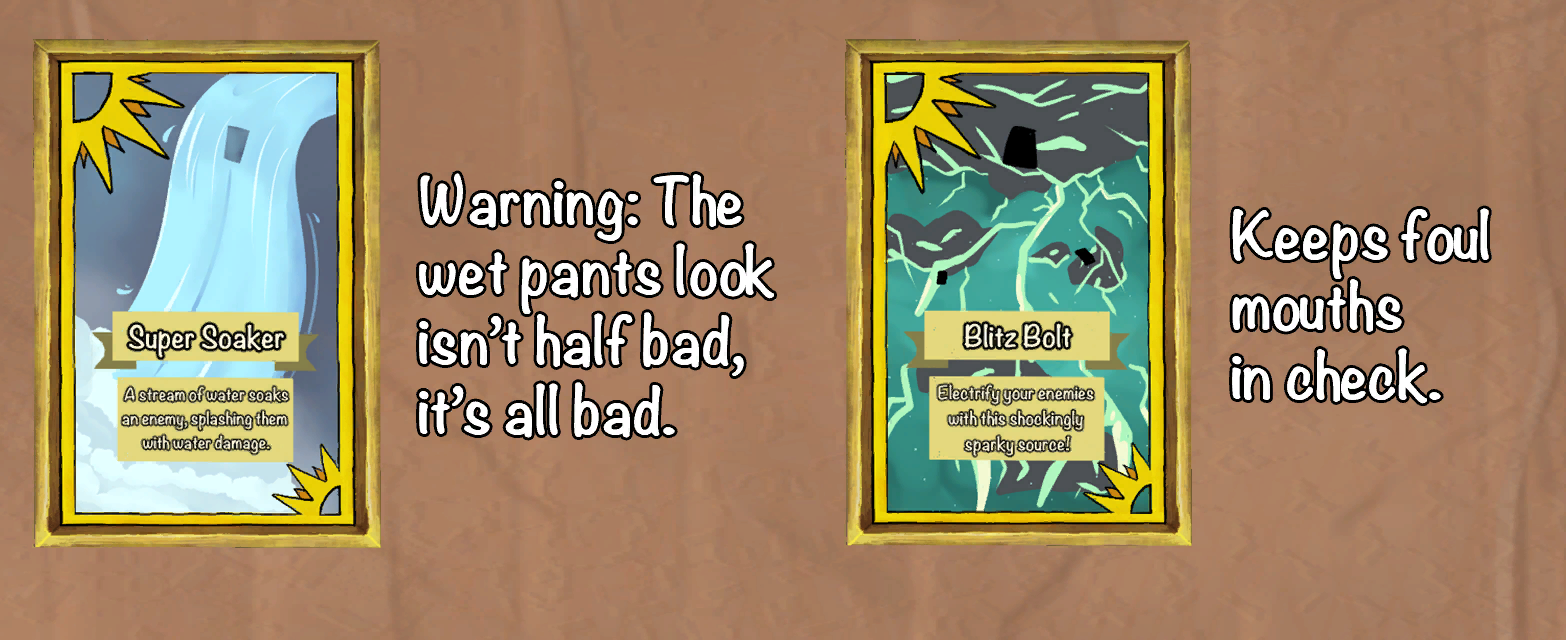 Super Soaker
A stream of water soaks
an enemy, splashing them
with water damage.
Warning: The
wet pants look
isn't half bad,
it's all bad.
Blitz Bolt
Electrify your enemies
with this shockingly
sparky source!
Keeps foul
mouths
in check.